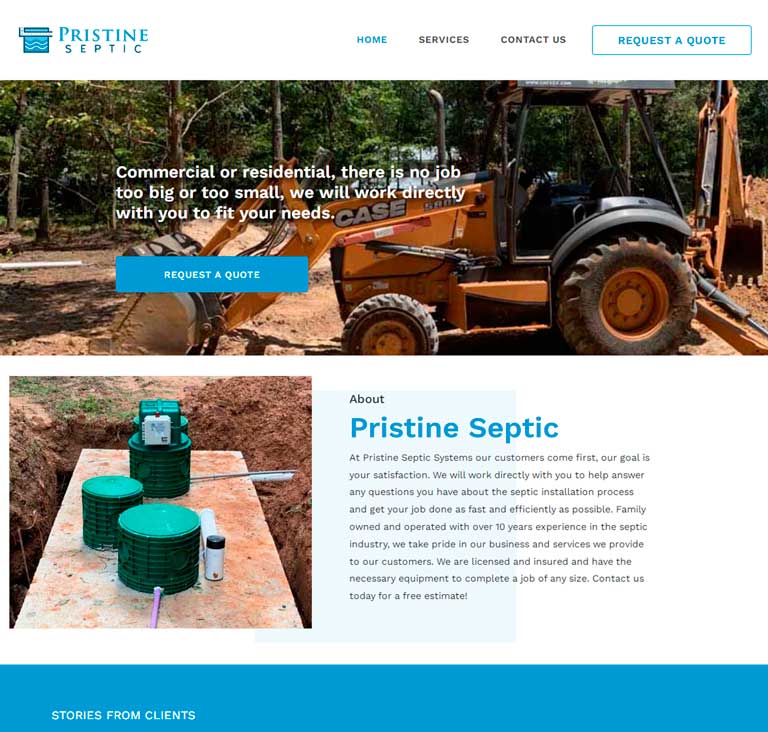 PRISTINE
SEPTIC
HOME
SERVICES
CONTACT US
REQUEST A QUOTE
Commercial or residential, there is no job
too big or too small, we will work directly
with you to fit your needs.
CASE
REQUEST A QUOTE
About
Pristine Septic
At Pristine Septic Systems our customers come first, our goal is
your satisfaction. We will work directly with you to help answer
any questions you have about the septic installation process
and get your job done as fast and efficiently as possible. Family
owned and operated with over 10 years experience in the septic
industry, we take pride in our business and services we provide
to our customers. We are licensed and insured and have the
necessary equipment to complete a job of any size. Contact us
today for a free estimate!
STORIES FROM CLIENTS